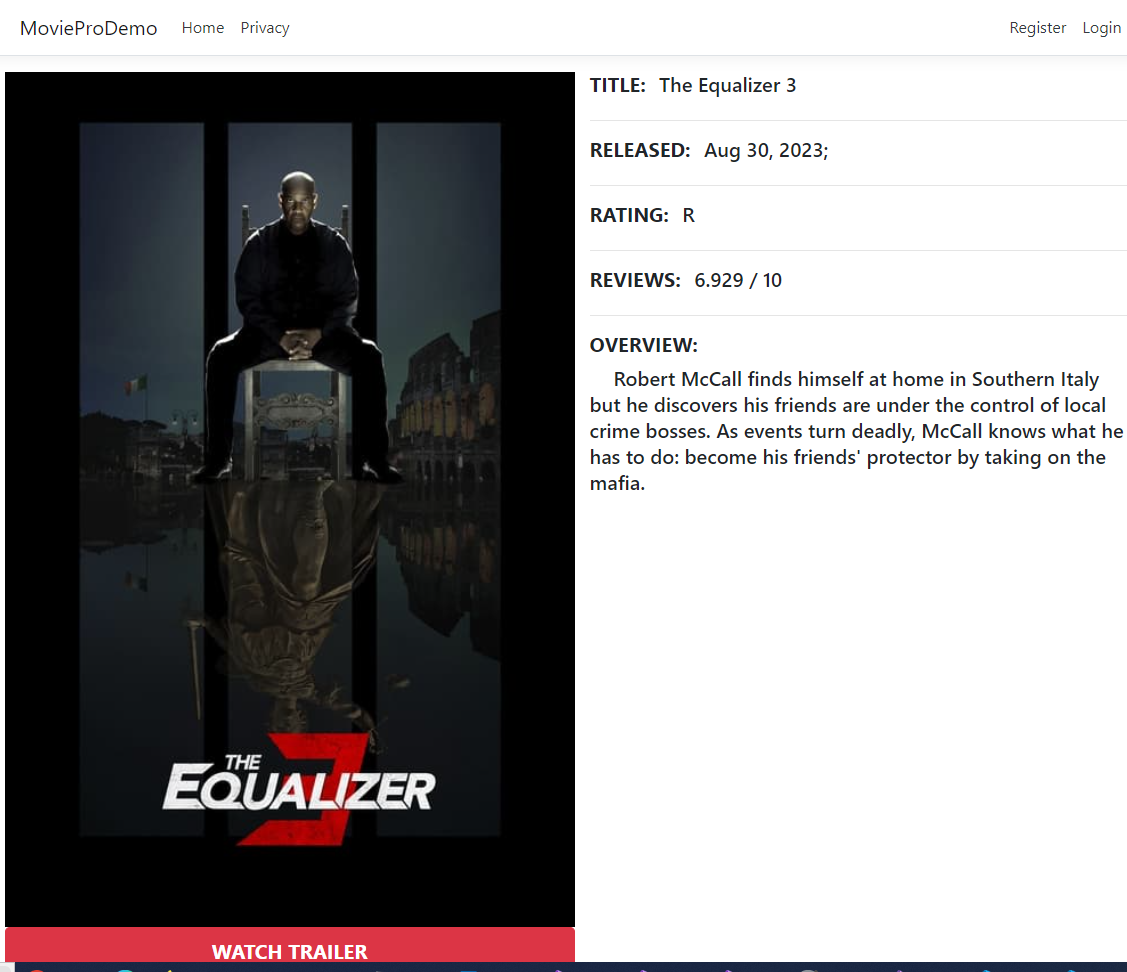 MovieProDemo Home Privacy Register Login
TITLE: The Equalizer 3
RELEASED: Aug 30, 2023;
RATING: R
REVIEWS: 6.929 / 10
OVERVIEW:
Robert McCall finds himself at home in Southern Italy
but he discovers his friends are under the control of local
crime bosses. As events turn deadly, McCall knows what he
has to do: become his friends' protector by taking on the
mafia.
THE
EQUALIZER
3
WATCH TRAILER